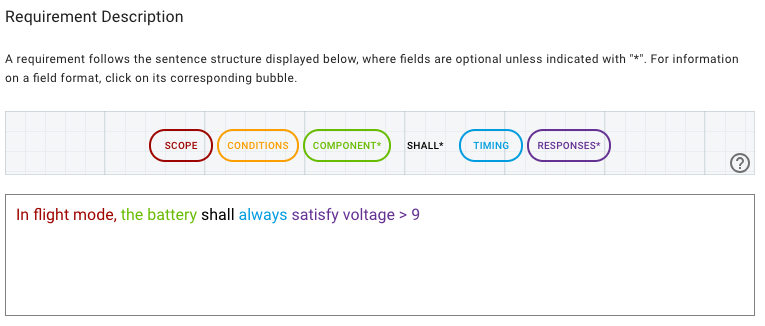 Requirement Description
A requirement follows the sentence structure displayed below, where fields are optional unless indicated with "*". For information
on a field format, click on its corresponding bubble.
SCOPE CONDITIONS COMPONENT* SHALL* TIMING RESPONSES*
?
In flight mode, the battery shall always satisfy voltage > 9